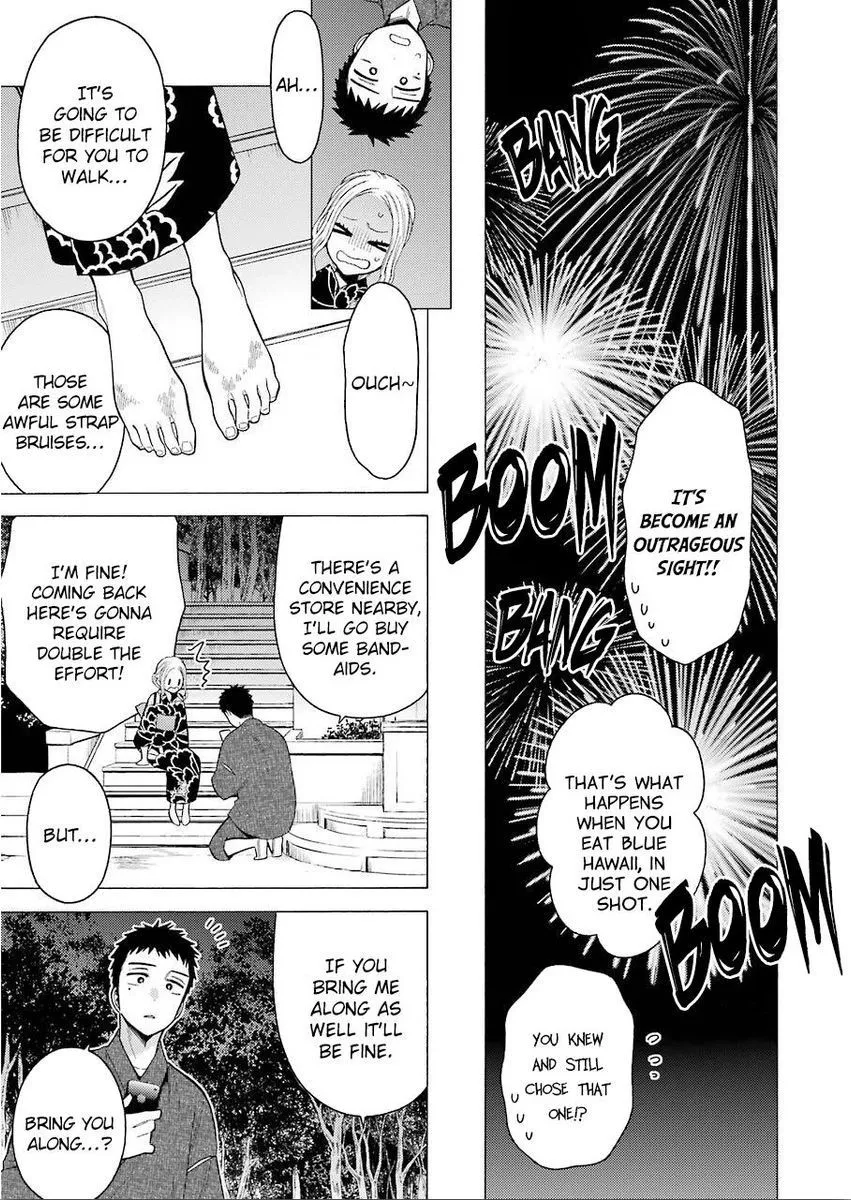 BANG
IT'S
BECOME AN
OUTRAGEOUS
SIGHT!!
BOOM
BANG
THAT'S
WHAT
HAPPENS
WHEN YOU
EAT BLUE
HAWAII, IN
JUST ONE
SHOT.
BOOM
YOU KNEW
AND STILL
CHOSE THAT
ONE!?
AH...
OUCH~
IT'S
GOING TO
BE DIFFICULT
FOR YOU TO
WALK...
THOSE
ARE SOME
AWFUL STRAP
BRUISES...
THERE'S A
CONVENIENCE
STORE NEARBY,
I'LL GO BUY
SOME BAND-
AIDS.
I'M FINE!
COMING BACK
HERE'S GONNA
REQUIRE
DOUBLE THE
EFFORT!
BUT...
IF YOU
BRING ME
ALONG AS
WELL IT'LL
BE FINE.
BRING YOU
ALONG...?